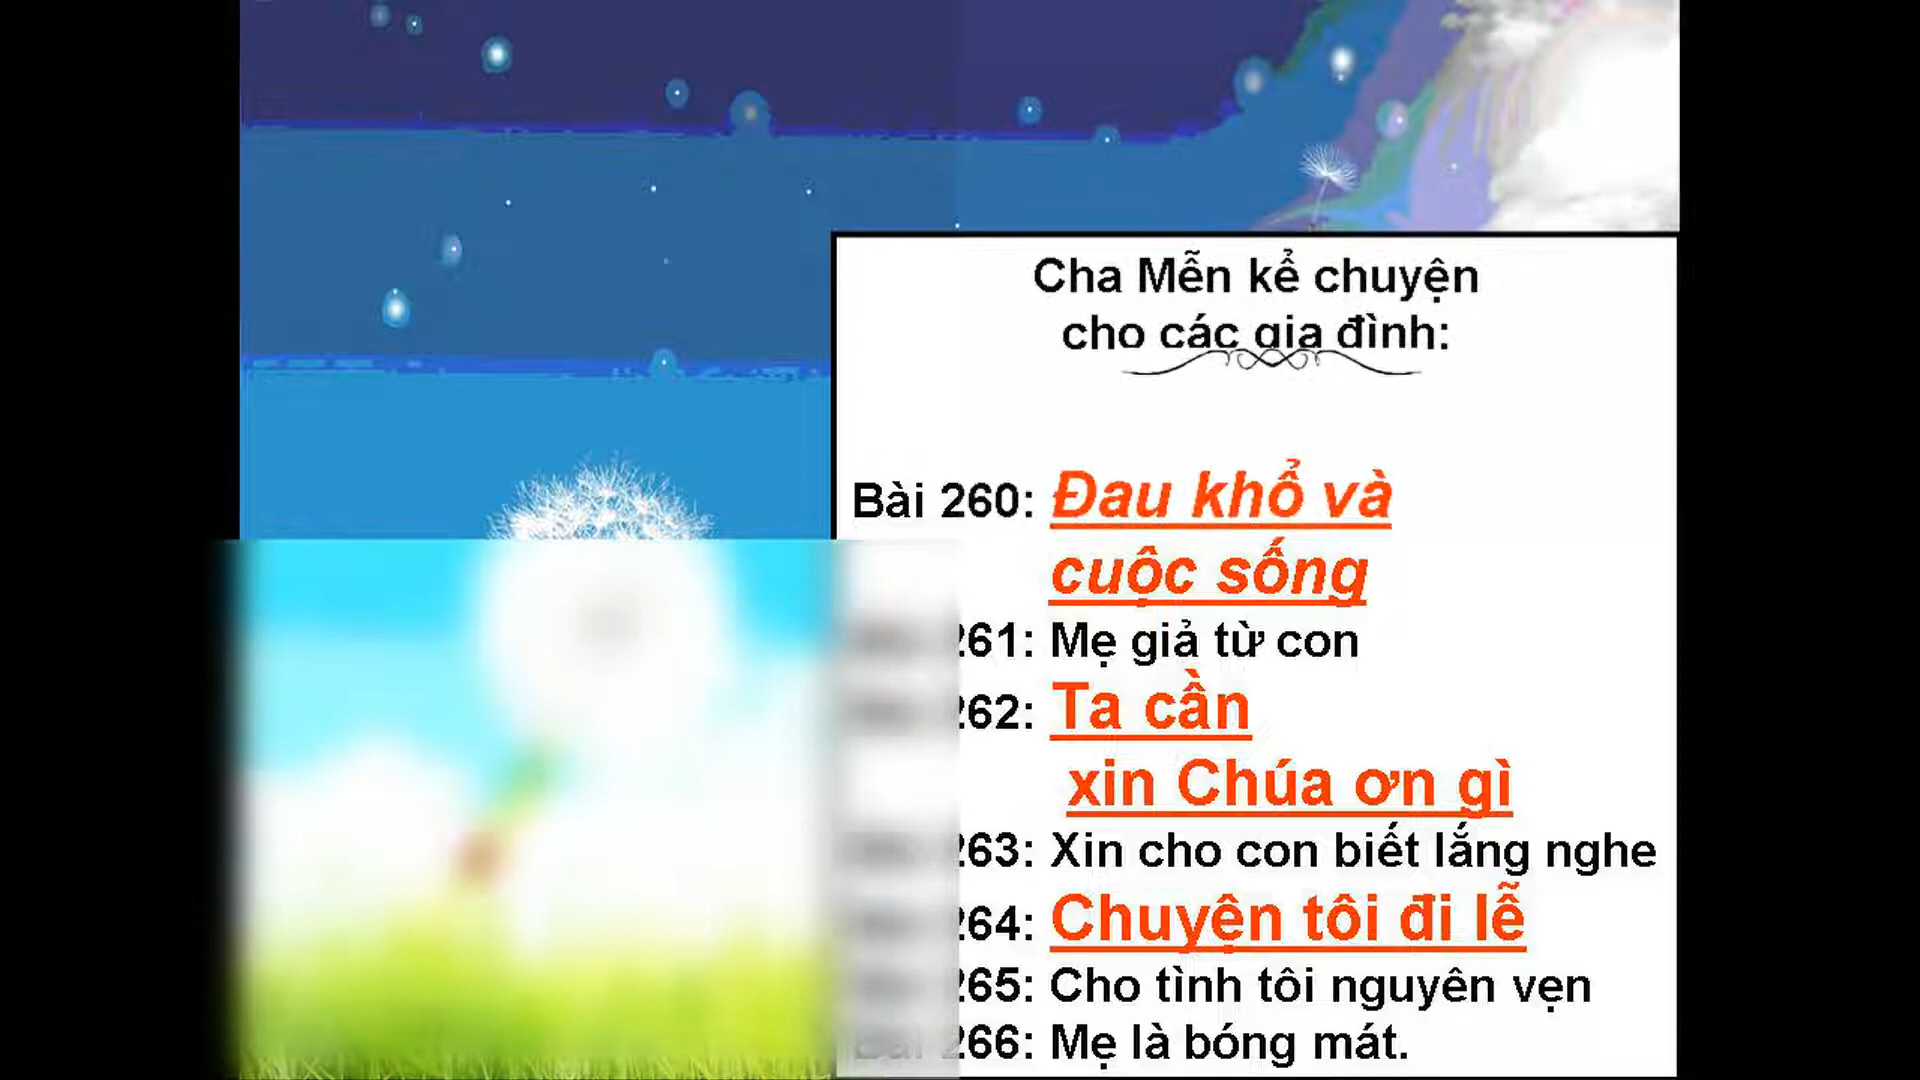 Cha Mễn kể chuyện
cho các gia đình:
Bài 260: Đau khổ và
cuộc sống
261: Mẹ giả từ con
262: Ta cần
xin Chúa ơn gì
263: Xin cho con biết lắng nghe
264: Chuyện tôi đi lễ
265: Cho tình tôi nguyên vẹn
266: Mẹ là bóng mát.